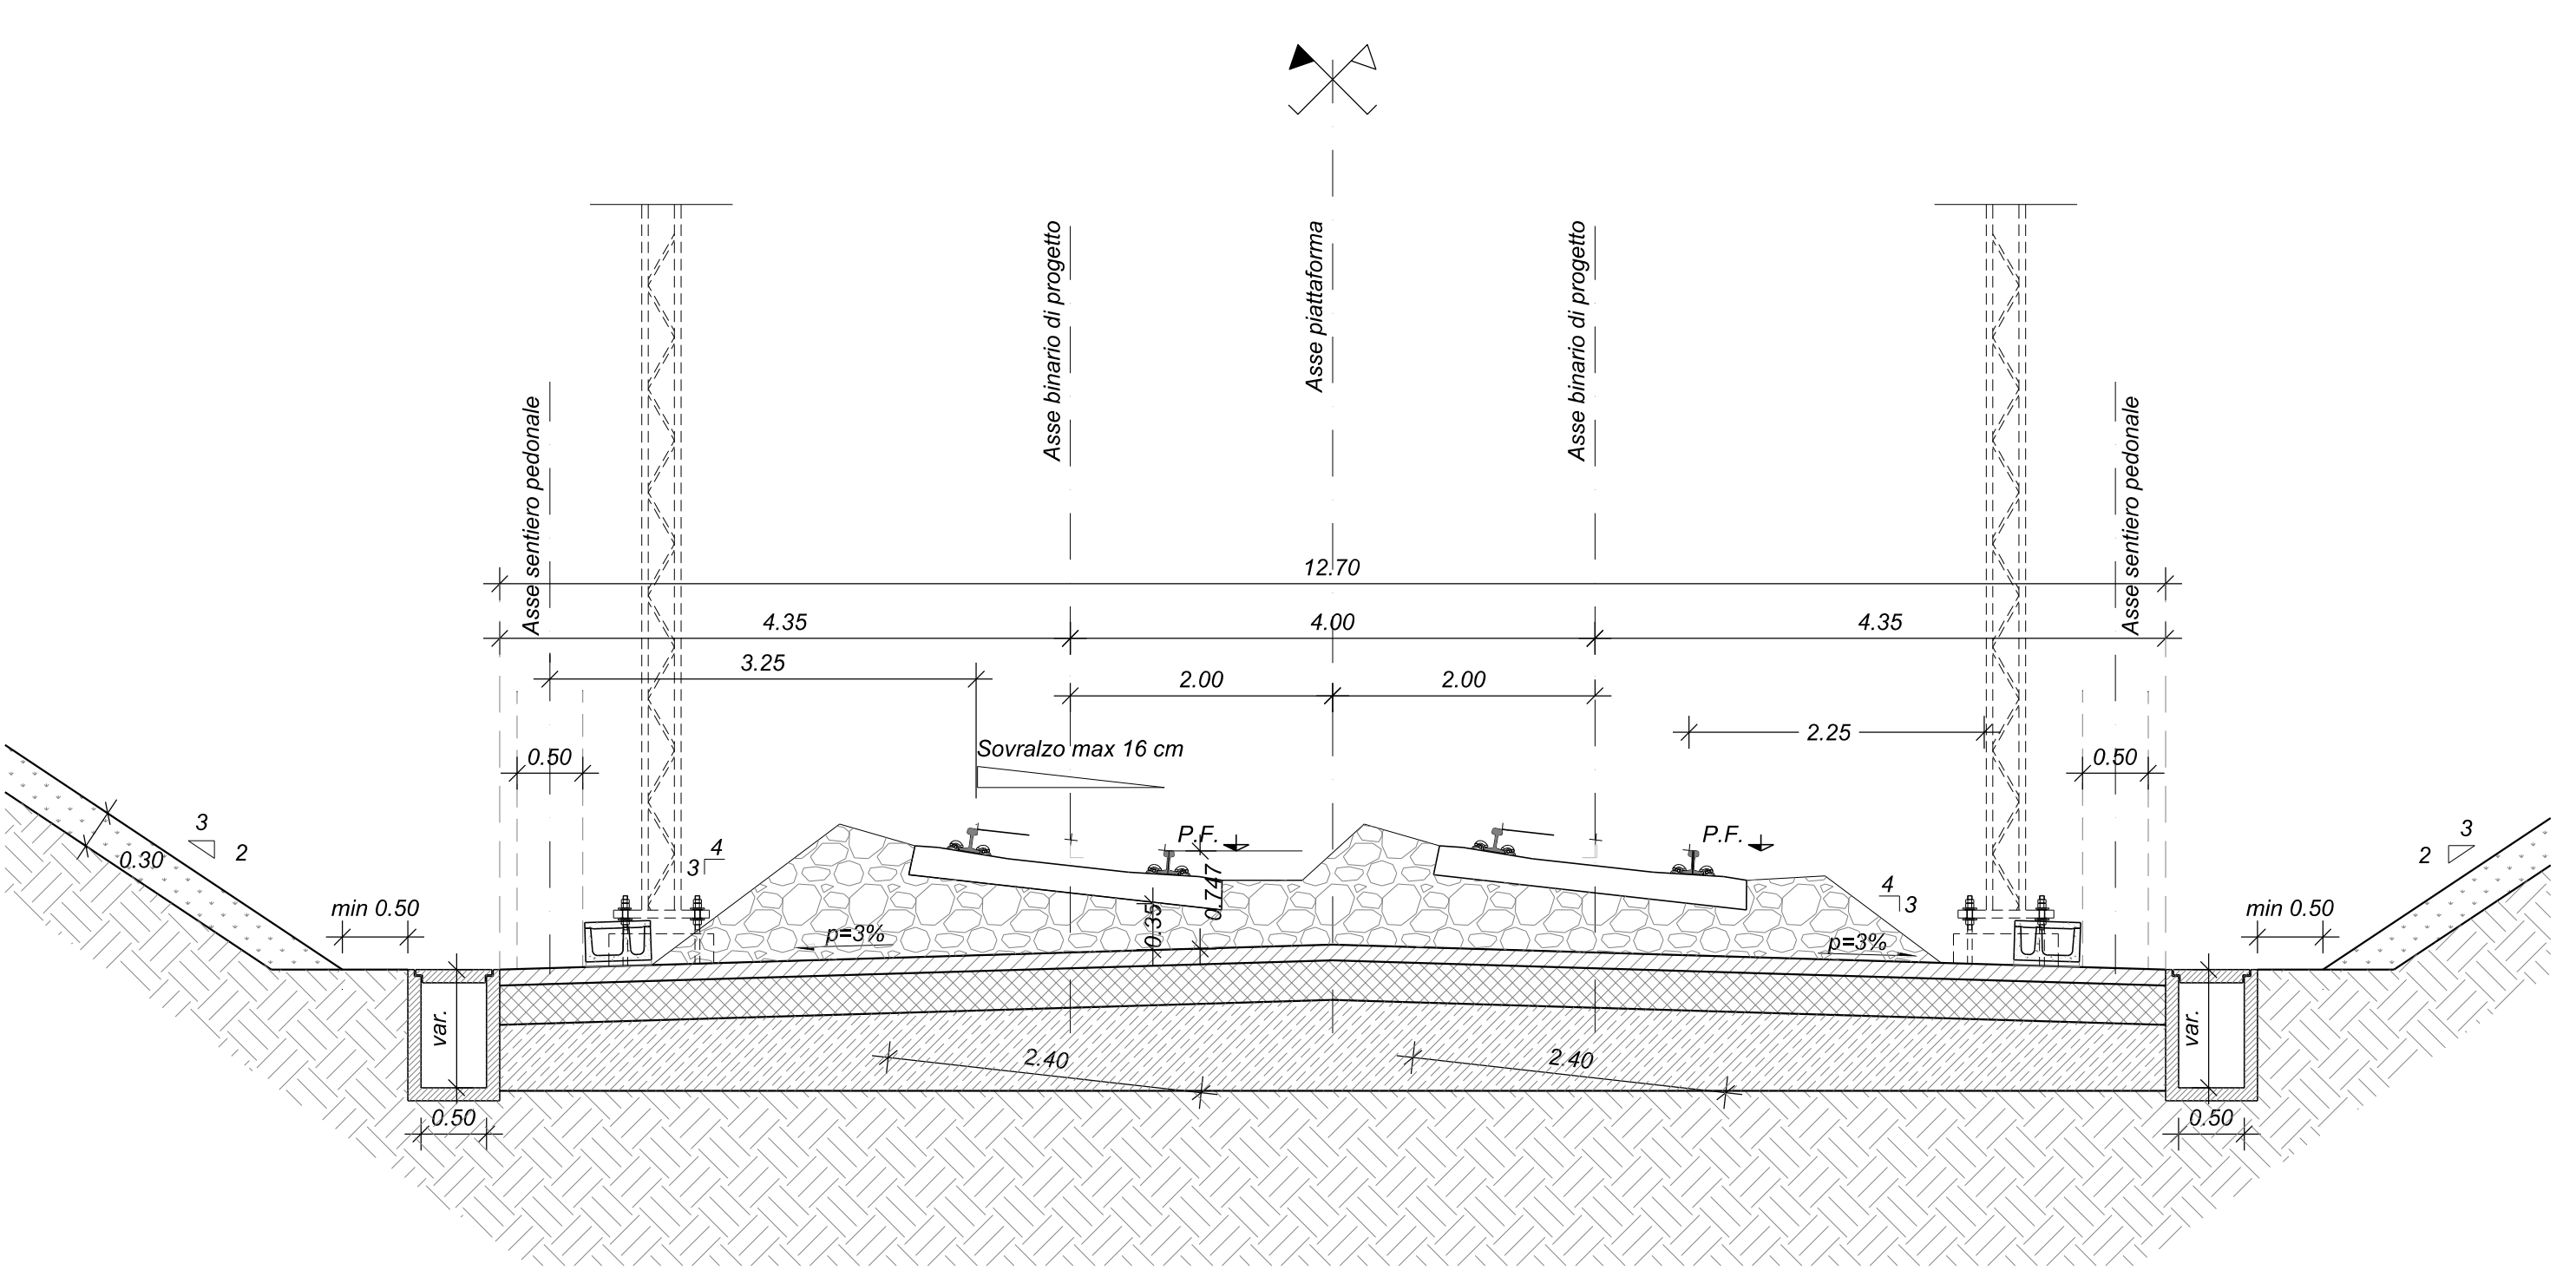 Asse binario di progetto
Asse piattaforma
Asse binario di progetto
Asse sentiero pedonale
Asse sentiero pedonale
12.70
4.35
4.00
4.35
3.25
2.00
2.00
2.25
Sovralzo max 16 cm
0.50
0.50
3
2
0.30
3
2
P.F.
P.F.
4
3
4
3
0.747
0.35
min 0.50
min 0.50
p=3%
p=3%
var.
var.
2.40
2.40
0.50
0.50